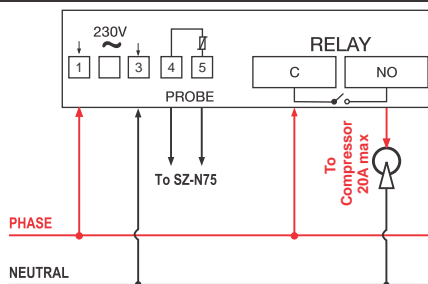 230V
~
RELAY
1
3
4
5
C
NO
PROBE
To SZ-N75
To
Compressor
20A max
PHASE
NEUTRAL